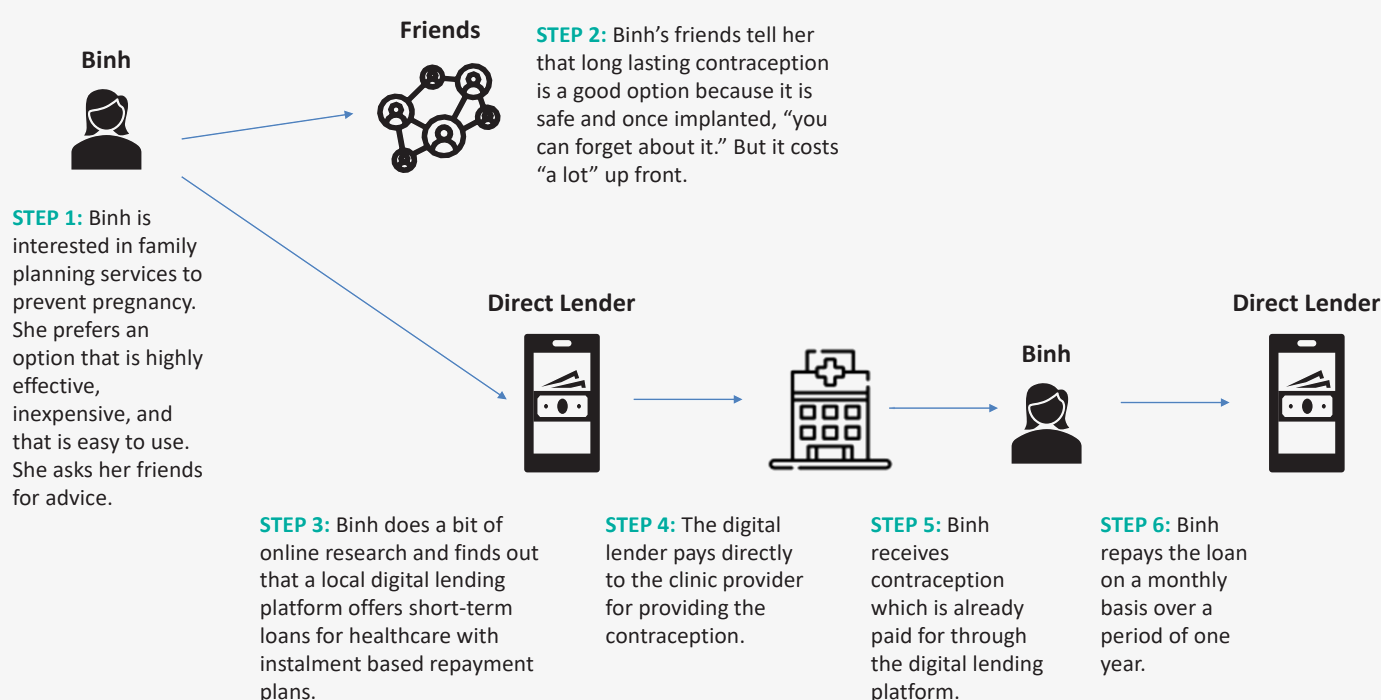 Binh
STEP 1: Binh is
interested in family
planning services to
prevent pregnancy.
She prefers an
option that is highly
effective,
inexpensive, and
that is easy to use.
She asks her friends
for advice.
Friends
STEP 2: Binh’s friends tell her
that long lasting contraception
is a good option because it is
safe and once implanted, “you
can forget about it.” But it costs
“a lot” up front.
Direct Lender
STEP 3: Binh does a bit of
online research and finds out
that a local digital lending
platform offers short-term
loans for healthcare with
instalment based repayment
plans.
STEP 4: The digital
lender pays directly
to the clinic provider
for providing the
contraception.
Binh
STEP 5: Binh
receives
contraception
which is already
paid for through
the digital lending
platform.
Direct Lender
STEP 6: Binh
repays the loan
on a monthly
basis over a
period of one
year.